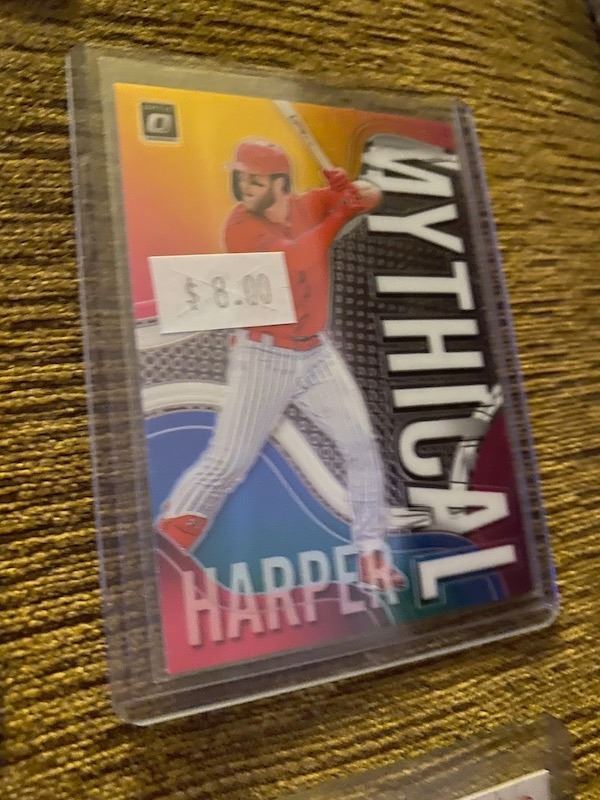 $ 8.00
MYTHICAL
HARPER